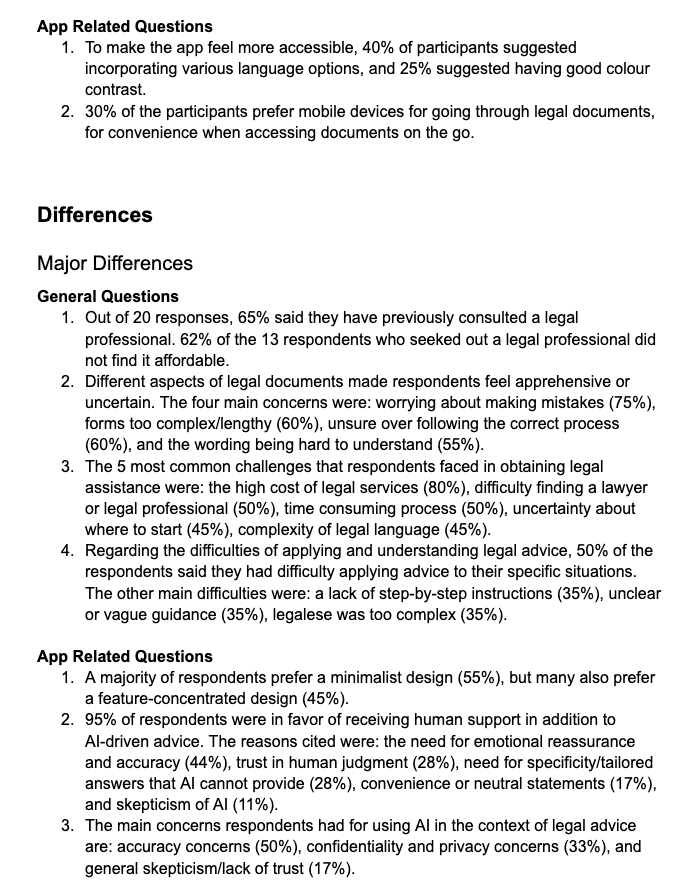 App Related Questions
1. To make the app feel more accessible, 40% of participants suggested
incorporating various language options, and 25% suggested having good colour
contrast.
2. 30% of the participants prefer mobile devices for going through legal documents,
for convenience when accessing documents on the go.
Differences
Major Differences
General Questions
1. Out of 20 responses, 65% said they have previously consulted a legal
professional. 62% of the 13 respondents who seeked out a legal professional did
not find it affordable.
2. Different aspects of legal documents made respondents feel apprehensive or
uncertain. The four main concerns were: worrying about making mistakes (75%),
forms too complex/lengthy (60%), unsure over following the correct process
(60%), and the wording being hard to understand (55%).
3. The 5 most common challenges that respondents faced in obtaining legal
assistance were: the high cost of legal services (80%), difficulty finding a lawyer
or legal professional (50%), time consuming process (50%), uncertainty about
where to start (45%), complexity of legal language (45%).
4. Regarding the difficulties of applying and understanding legal advice, 50% of the
respondents said they had difficulty applying advice to their specific situations.
The other main difficulties were: a lack of step-by-step instructions (35%), unclear
or vague guidance (35%), legalese was too complex (35%).
App Related Questions
1. A majority of respondents prefer a minimalist design (55%), but many also prefer
a feature-concentrated design (45%).
2. 95% of respondents were in favor of receiving human support in addition to
AI-driven advice. The reasons cited were: the need for emotional reassurance
and accuracy (44%), trust in human judgment (28%), need for specificity/tailored
answers that AI cannot provide (28%), convenience or neutral statements (17%),
and skepticism of AI (11%).
3. The main concerns respondents had for using AI in the context of legal advice
are: accuracy concerns (50%), confidentiality and privacy concerns (33%), and
general skepticism/lack of trust (17%).